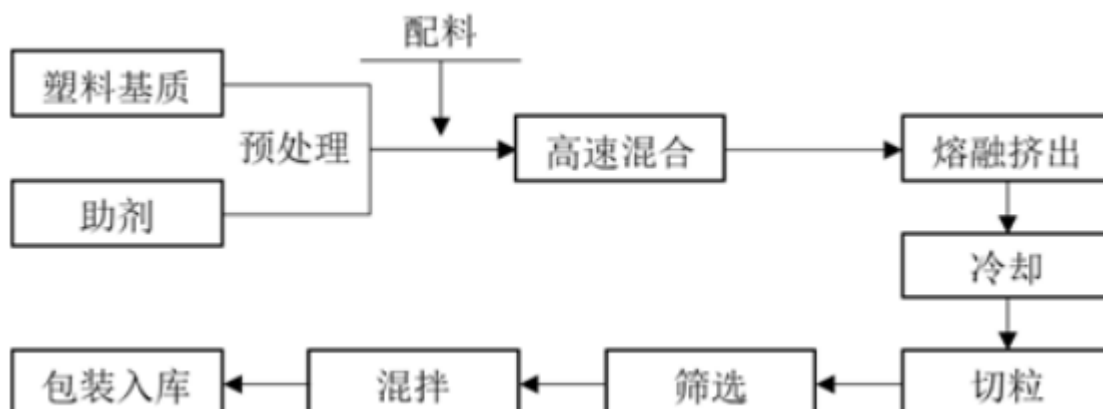 配料
塑料基质
预处理
高速混合
熔融挤出
助剂
冷却
包装入库
混拌
筛选
切粒